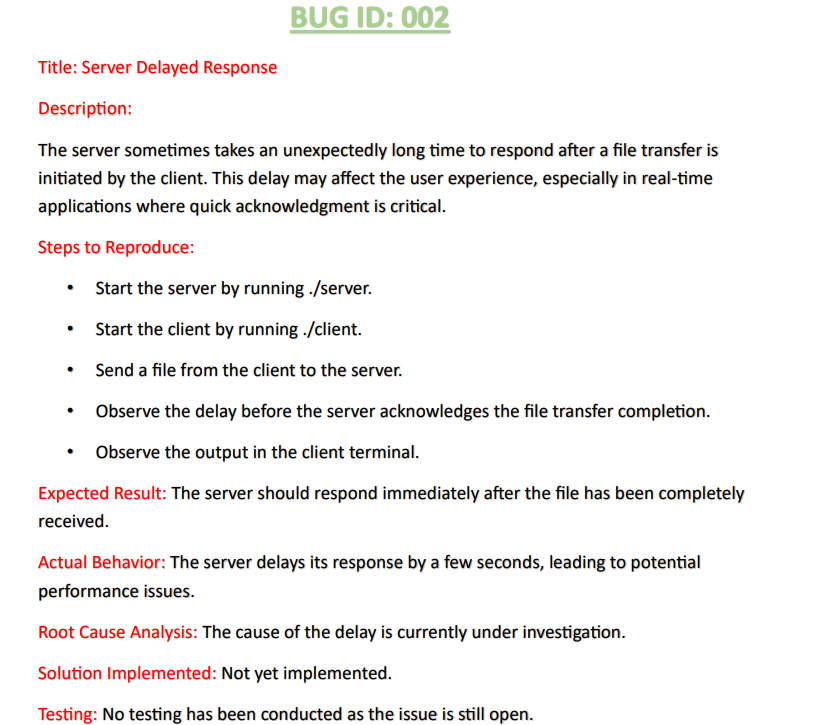 BUG ID: 002
Title: Server Delayed Response
Description:
The server sometimes takes an unexpectedly long time to respond after a file transfer is
initiated by the client. This delay may affect the user experience, especially in real-time
applications where quick acknowledgment is critical.
Steps to Reproduce:
• Start the server by running ./server.
• Start the client by running ./client.
• Send a file from the client to the server.
• Observe the delay before the server acknowledges the file transfer completion.
• Observe the output in the client terminal.
Expected Result: The server should respond immediately after the file has been completely
received.
Actual Behavior: The server delays its response by a few seconds, leading to potential
performance issues.
Root Cause Analysis: The cause of the delay is currently under investigation.
Solution Implemented: Not yet implemented.
Testing: No testing has been conducted as the issue is still open.